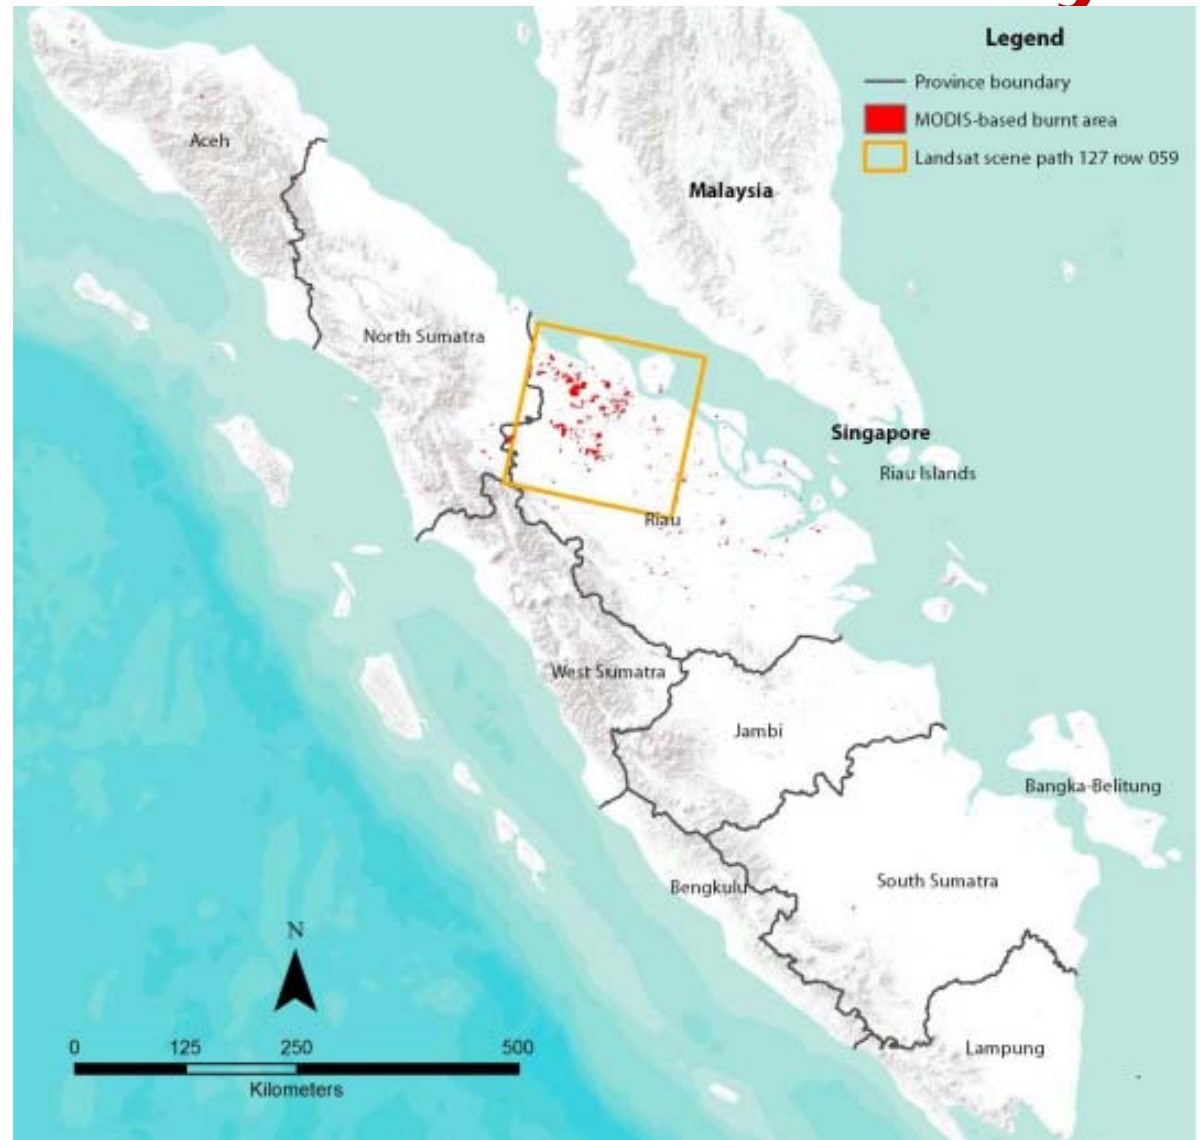 Legend
Province boundary
MODIS-based burnt area
Landsat scene path 127 row 059
Aceh
Malaysia
North Sumatra
Singapore
Riau Islands
Riau
West Sumatra
Jambi
Bangka-Belitung
Bengkulu
South Sumatra
N
0 125 250 500
Kilometers
Lampung